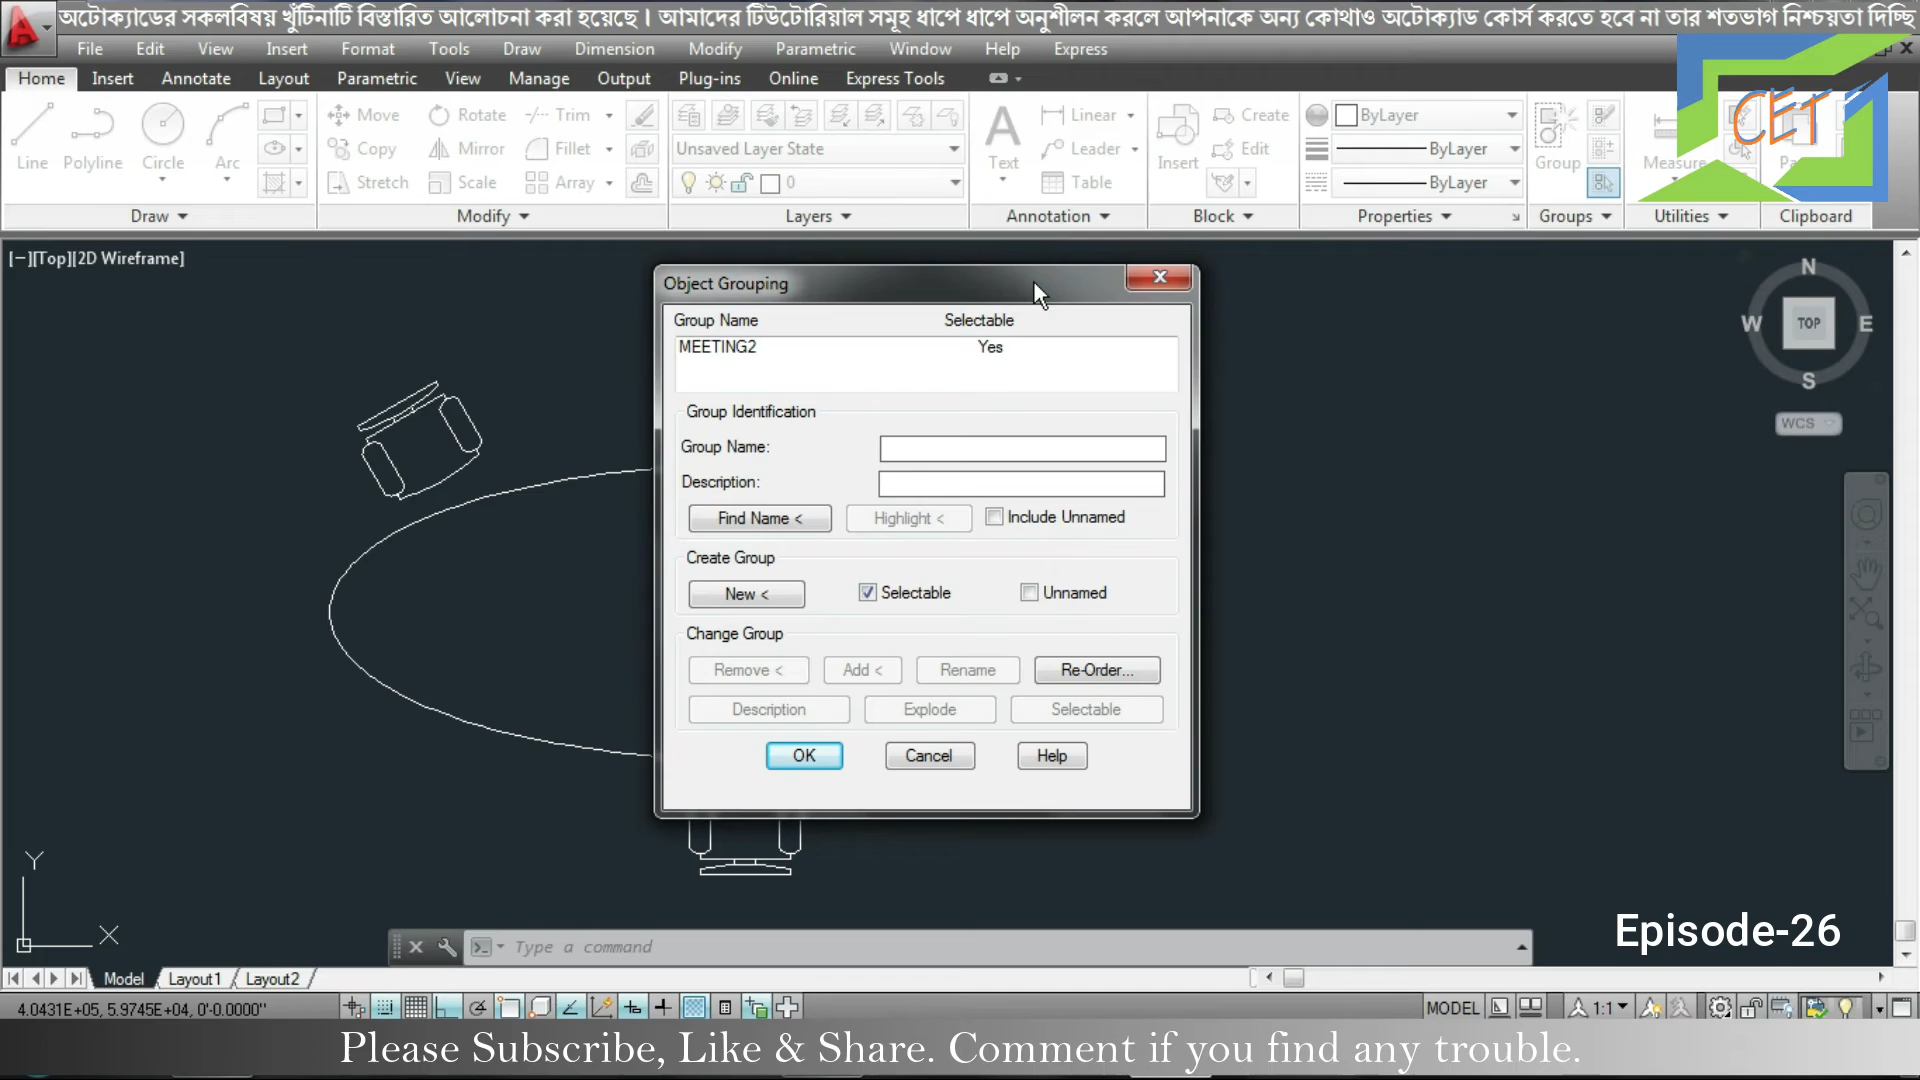 অটোক্যাডের সকলবিষয় খুঁটিনাটি বিস্তারিত আলোচনা করা হয়েছে। আমাদের টিউটোরিয়াল সমূহ ধাপে ধাপে অনুশীলন করলে আপনাকে অন্য কোথাও অটোক্যাড কোর্স করতে হবে না তার শতভাগ নিশ্চয়তা দিচ্ছি
File Edit View Insert Format Tools Draw Dimension Modify Parametric Window Help Express
Home Insert Annotate Layout Parametric View Manage Output Plug-ins Online Express Tools
CET
Move Rotate Trim Linear Create ByLayer
Copy Mirror Fillet Unsaved Layer State Leader Edit ByLayer
Line Polyline Circle Arc Text Insert Group Measure
Stretch Scale Array 0 Table ByLayer
Draw Modify Layers Annotation Block Properties Groups Utilities Clipboard
[−][Top][2D Wireframe]
N
W TOP E
S
WCS
Object Grouping
Group Name Selectable
MEETING2 Yes
Group Identification
Group Name:
Description:
Find Name < Highlight < Include Unnamed
Create Group
New < Selectable Unnamed
Change Group
Remove < Add < Rename Re-Order...
Description Explode Selectable
OK Cancel Help
Y
X
Type a command
Episode-26
Model Layout1 Layout2
4.0431E+05, 5.9745E+04, 0'-0.0000" MODEL 1:1
Please Subscribe, Like & Share. Comment if you find any trouble.